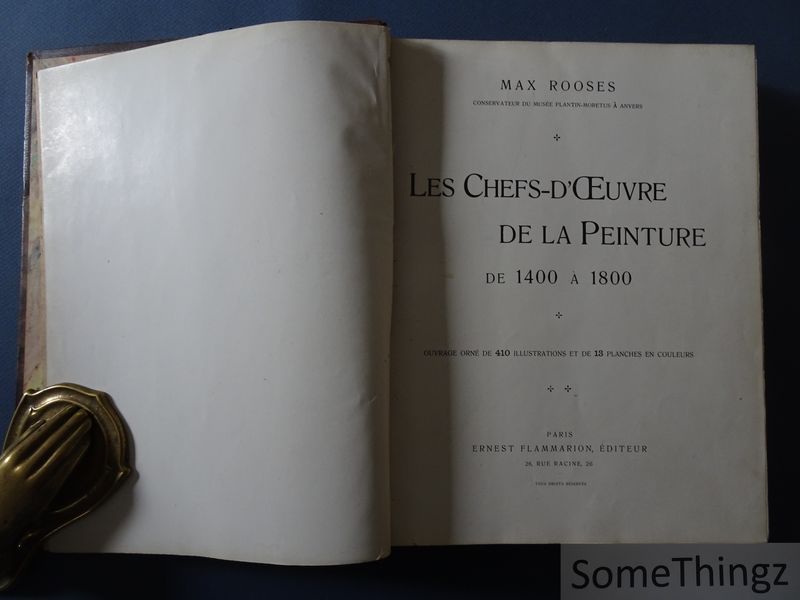 MAX ROOSES
CONSERVATEUR DU MUSÉE PLANTIN-MORETUS À ANVERS
LES CHEFS-D'ŒUVRE
DE LA PEINTURE
DE 1400 À 1800
OUVRAGE ORNÉ DE 410 ILLUSTRATIONS ET DE 13 PLANCHES EN COULEURS
PARIS
ERNEST FLAMMARION, ÉDITEUR
26, RUE RACINE, 26
TOUS DROITS RÉSERVÉS
SomeThingz